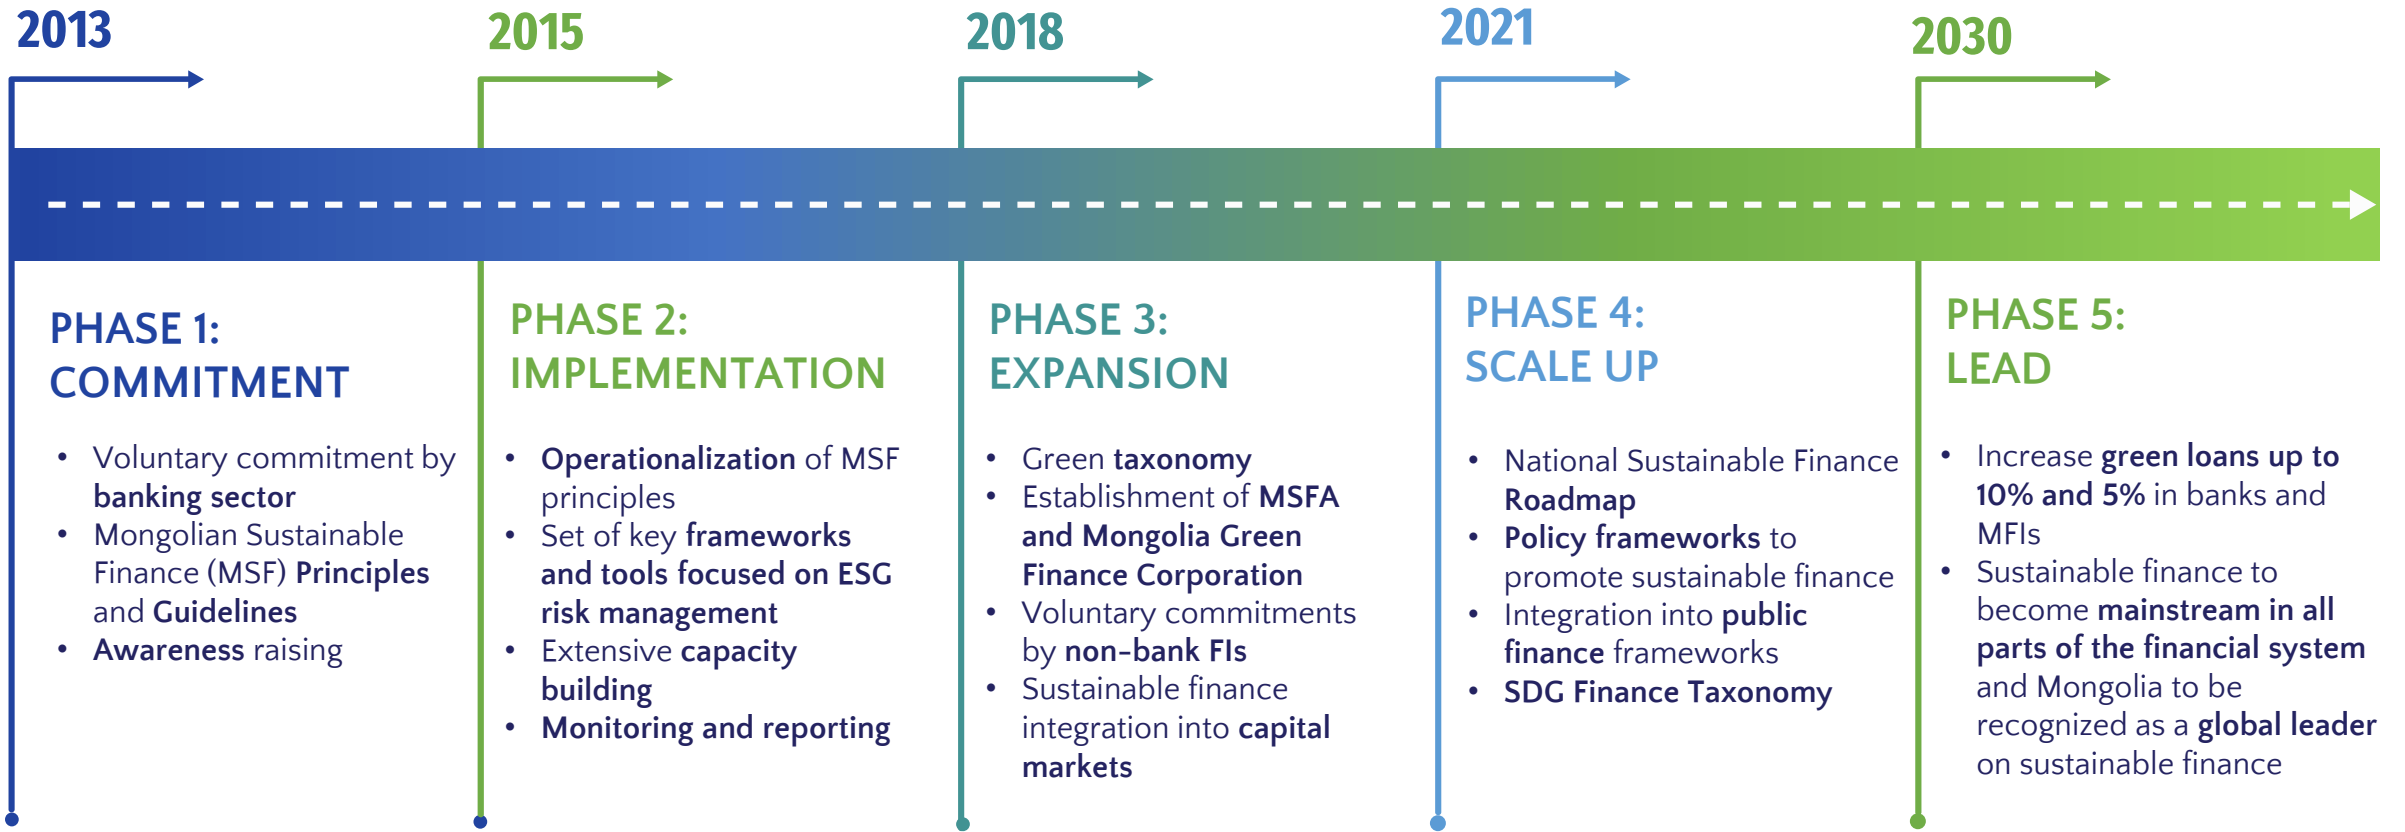 2013
2015
2018
2021
2030
PHASE 1:
COMMITMENT
• Voluntary commitment by
banking sector
• Mongolian Sustainable
Finance (MSF) Principles
and Guidelines
• Awareness raising
PHASE 2:
IMPLEMENTATION
• Operationalization of MSF
principles
• Set of key frameworks
and tools focused on ESG
risk management
• Extensive capacity
building
• Monitoring and reporting
PHASE 3:
EXPANSION
• Green taxonomy
• Establishment of MSFA
and Mongolia Green
Finance Corporation
• Voluntary commitments
by non-bank FIs
• Sustainable finance
integration into capital
markets
PHASE 4:
SCALE UP
• National Sustainable Finance
Roadmap
• Policy frameworks to
promote sustainable finance
• Integration into public
finance frameworks
• SDG Finance Taxonomy
PHASE 5:
LEAD
• Increase green loans up to
10% and 5% in banks and
MFIs
• Sustainable finance to
become mainstream in all
parts of the financial system
and Mongolia to be
recognized as a global leader
on sustainable finance